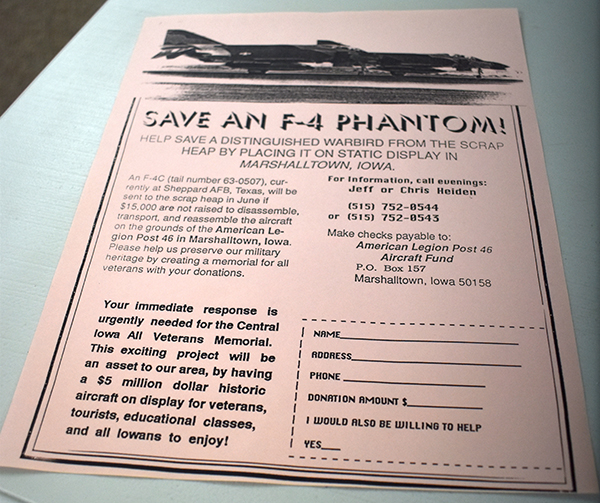 SAVE AN F-4 PHANTOM!
HELP SAVE A DISTINGUISHED WARBIRD FROM THE SCRAP
HEAP BY PLACING IT ON STATIC DISPLAY IN
MARSHALLTOWN, IOWA.
An F-4C (tail number 63-0507), cur-
rently at Sheppard AFB, Texas, will be
sent to the scrap heap in June if
$15,000 are not raised to disassemble,
transport, and reassemble the aircraft
on the grounds of the American Le-
gion Post 46 in Marshalltown, Iowa.
Please help us preserve our military
heritage by creating a memorial for all
veterans with your donations.
For Information, call evenings:
Jeff or Chris Heiden
(515) 752-0544
or (515) 752-0543
Make checks payable to:
American Legion Post 46
Aircraft Fund
P.O. Box 157
Marshalltown, Iowa 50158
Your immediate response is
urgently needed for the Central
Iowa All Veterans Memorial.
This exciting project will be
an asset to our area, by having
a $5 million dollar historic
aircraft on display for veterans,
tourists, educational classes,
and all Iowans to enjoy!
NAME
ADDRESS
PHONE
DONATION AMOUNT $
I WOULD ALSO BE WILLING TO HELP
YES